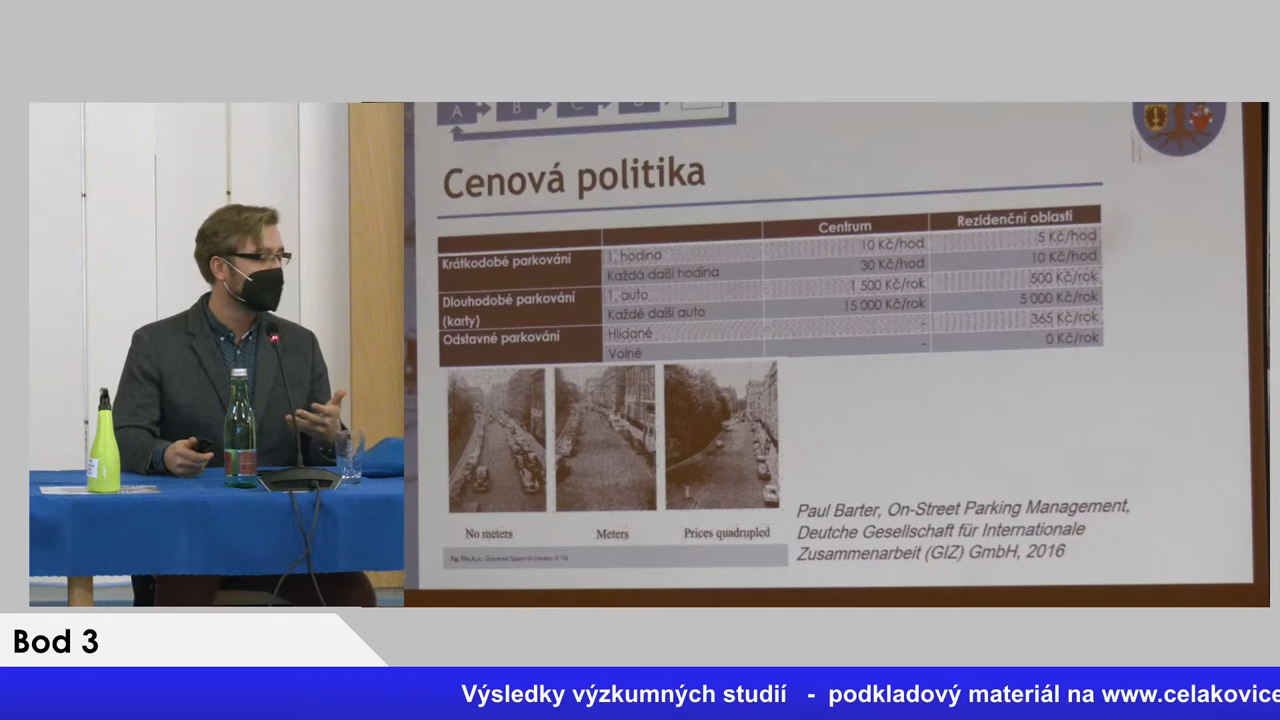 A B C
Cenová politika
Centrum Rezidenční oblasti
Krátkodobé parkování 1. hodina 10 Kč/hod 5 Kč/hod
Každá další hodina 30 Kč/hod 10 Kč/hod
Dlouhodobé parkování (karty) 1. auto 1 500 Kč/rok 500 Kč/rok
Každé další auto 15 000 Kč/rok 5 000 Kč/rok
Odstavné parkování Hlídané - 365 Kč/rok
Volné - 0 Kč/rok
No meters Meters Prices quadrupled
Paul Barter, On-Street Parking Management,
Deutche Gesellschaft für Internationale
Zusammenarbeit (GIZ) GmbH, 2016
Bod 3
Výsledky výzkumných studií - podkladový materiál na www.celakovice